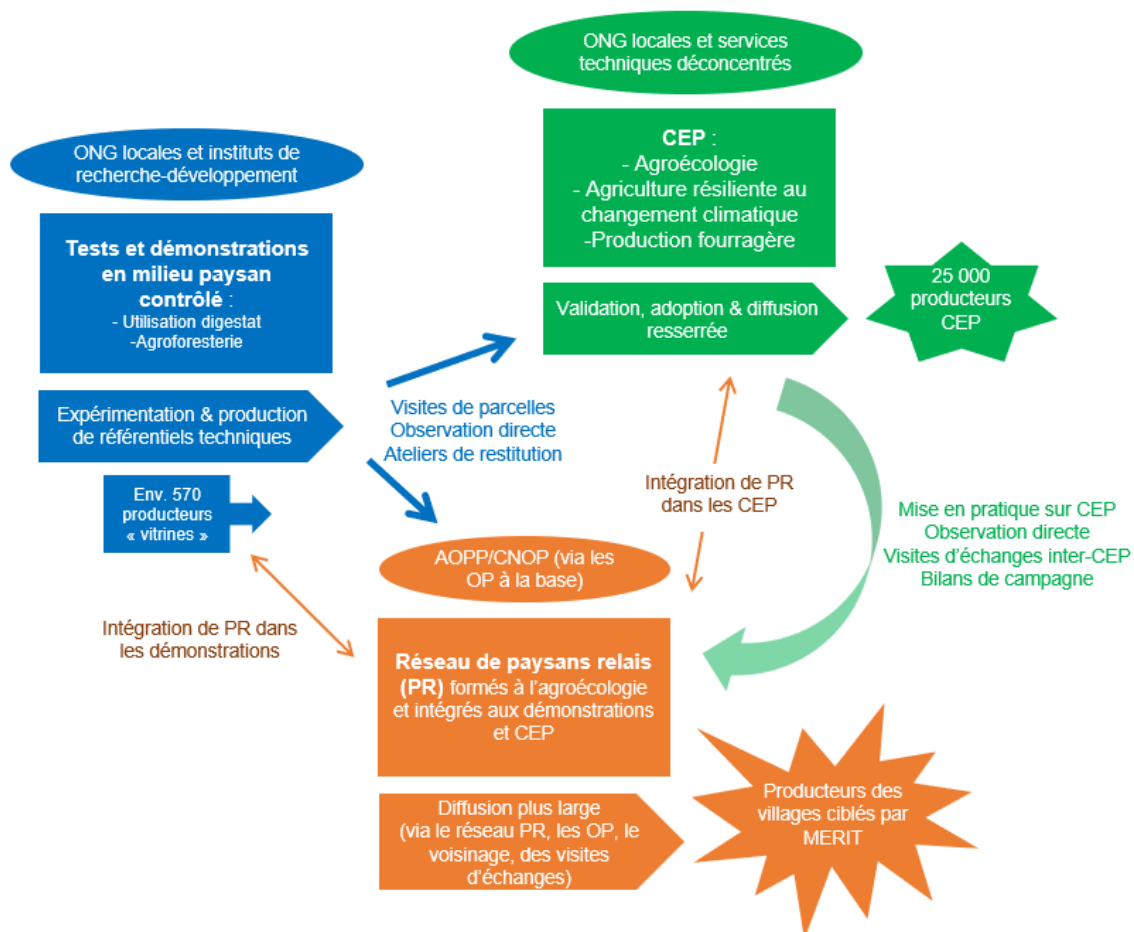 ONG locales et services
techniques déconcentrés
CEP :
- Agroécologie
- Agriculture résiliente au
changement climatique
-Production fourragère
Validation, adoption & diffusion
resserrée
25 000
producteurs
CEP
ONG locales et instituts de
recherche-développement
Tests et démonstrations
en milieu paysan
contrôlé :
- Utilisation digestat
-Agroforesterie
Expérimentation & production
de référentiels techniques
Env. 570
producteurs
« vitrines »
Visites de parcelles
Observation directe
Ateliers de restitution
Intégration de PR
dans les CEP
Mise en pratique sur CEP
Observation directe
Visites d’échanges inter-CEP
Bilans de campagne
Intégration de PR dans
les démonstrations
AOPP/CNOP (via les
OP à la base)
Réseau de paysans relais
(PR) formés à l’agroécologie
et intégrés aux démonstrations
et CEP
Diffusion plus large
(via le réseau PR, les OP, le
voisinage, des visites
d’échanges)
Producteurs des
villages ciblés par
MERIT